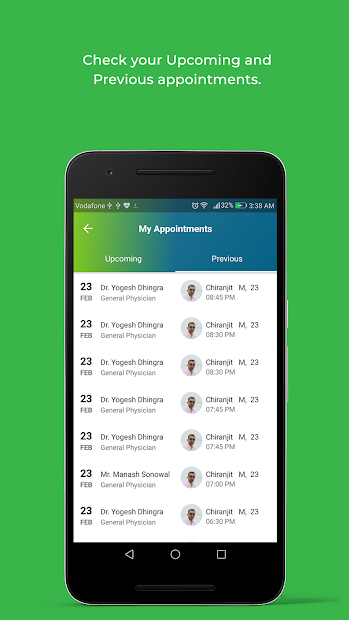 Check your Upcoming and
Previous appointments.
Vodafone 32% 3:38 AM
My Appointments
Upcoming Previous
23 Dr. Yogesh Dhingra Chiranjit M, 23
FEB General Physician 08:45 PM
23 Dr. Yogesh Dhingra Chiranjit M, 23
FEB General Physician 08:30 PM
23 Dr. Yogesh Dhingra Chiranjit M, 23
FEB General Physician 08:30 PM
23 Dr. Yogesh Dhingra Chiranjit M, 23
FEB General Physician 07:45 PM
23 Dr. Yogesh Dhingra Chiranjit M, 23
FEB General Physician 07:45 PM
23 Mr. Manash Sonowal Chiranjit M, 23
FEB General Physician 07:00 PM
23 Dr. Yogesh Dhingra Chiranjit M, 23
FEB General Physician 06:30 PM